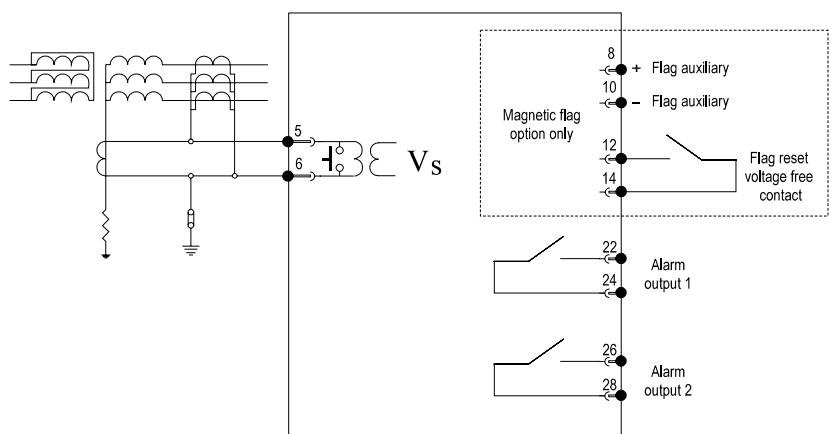 8
+ Flag auxiliary
10
− Flag auxiliary
Magnetic flag
option only
12
14
Flag reset
voltage free
contact
5
6
Vs
22
24
Alarm
output 1
26
28
Alarm
output 2